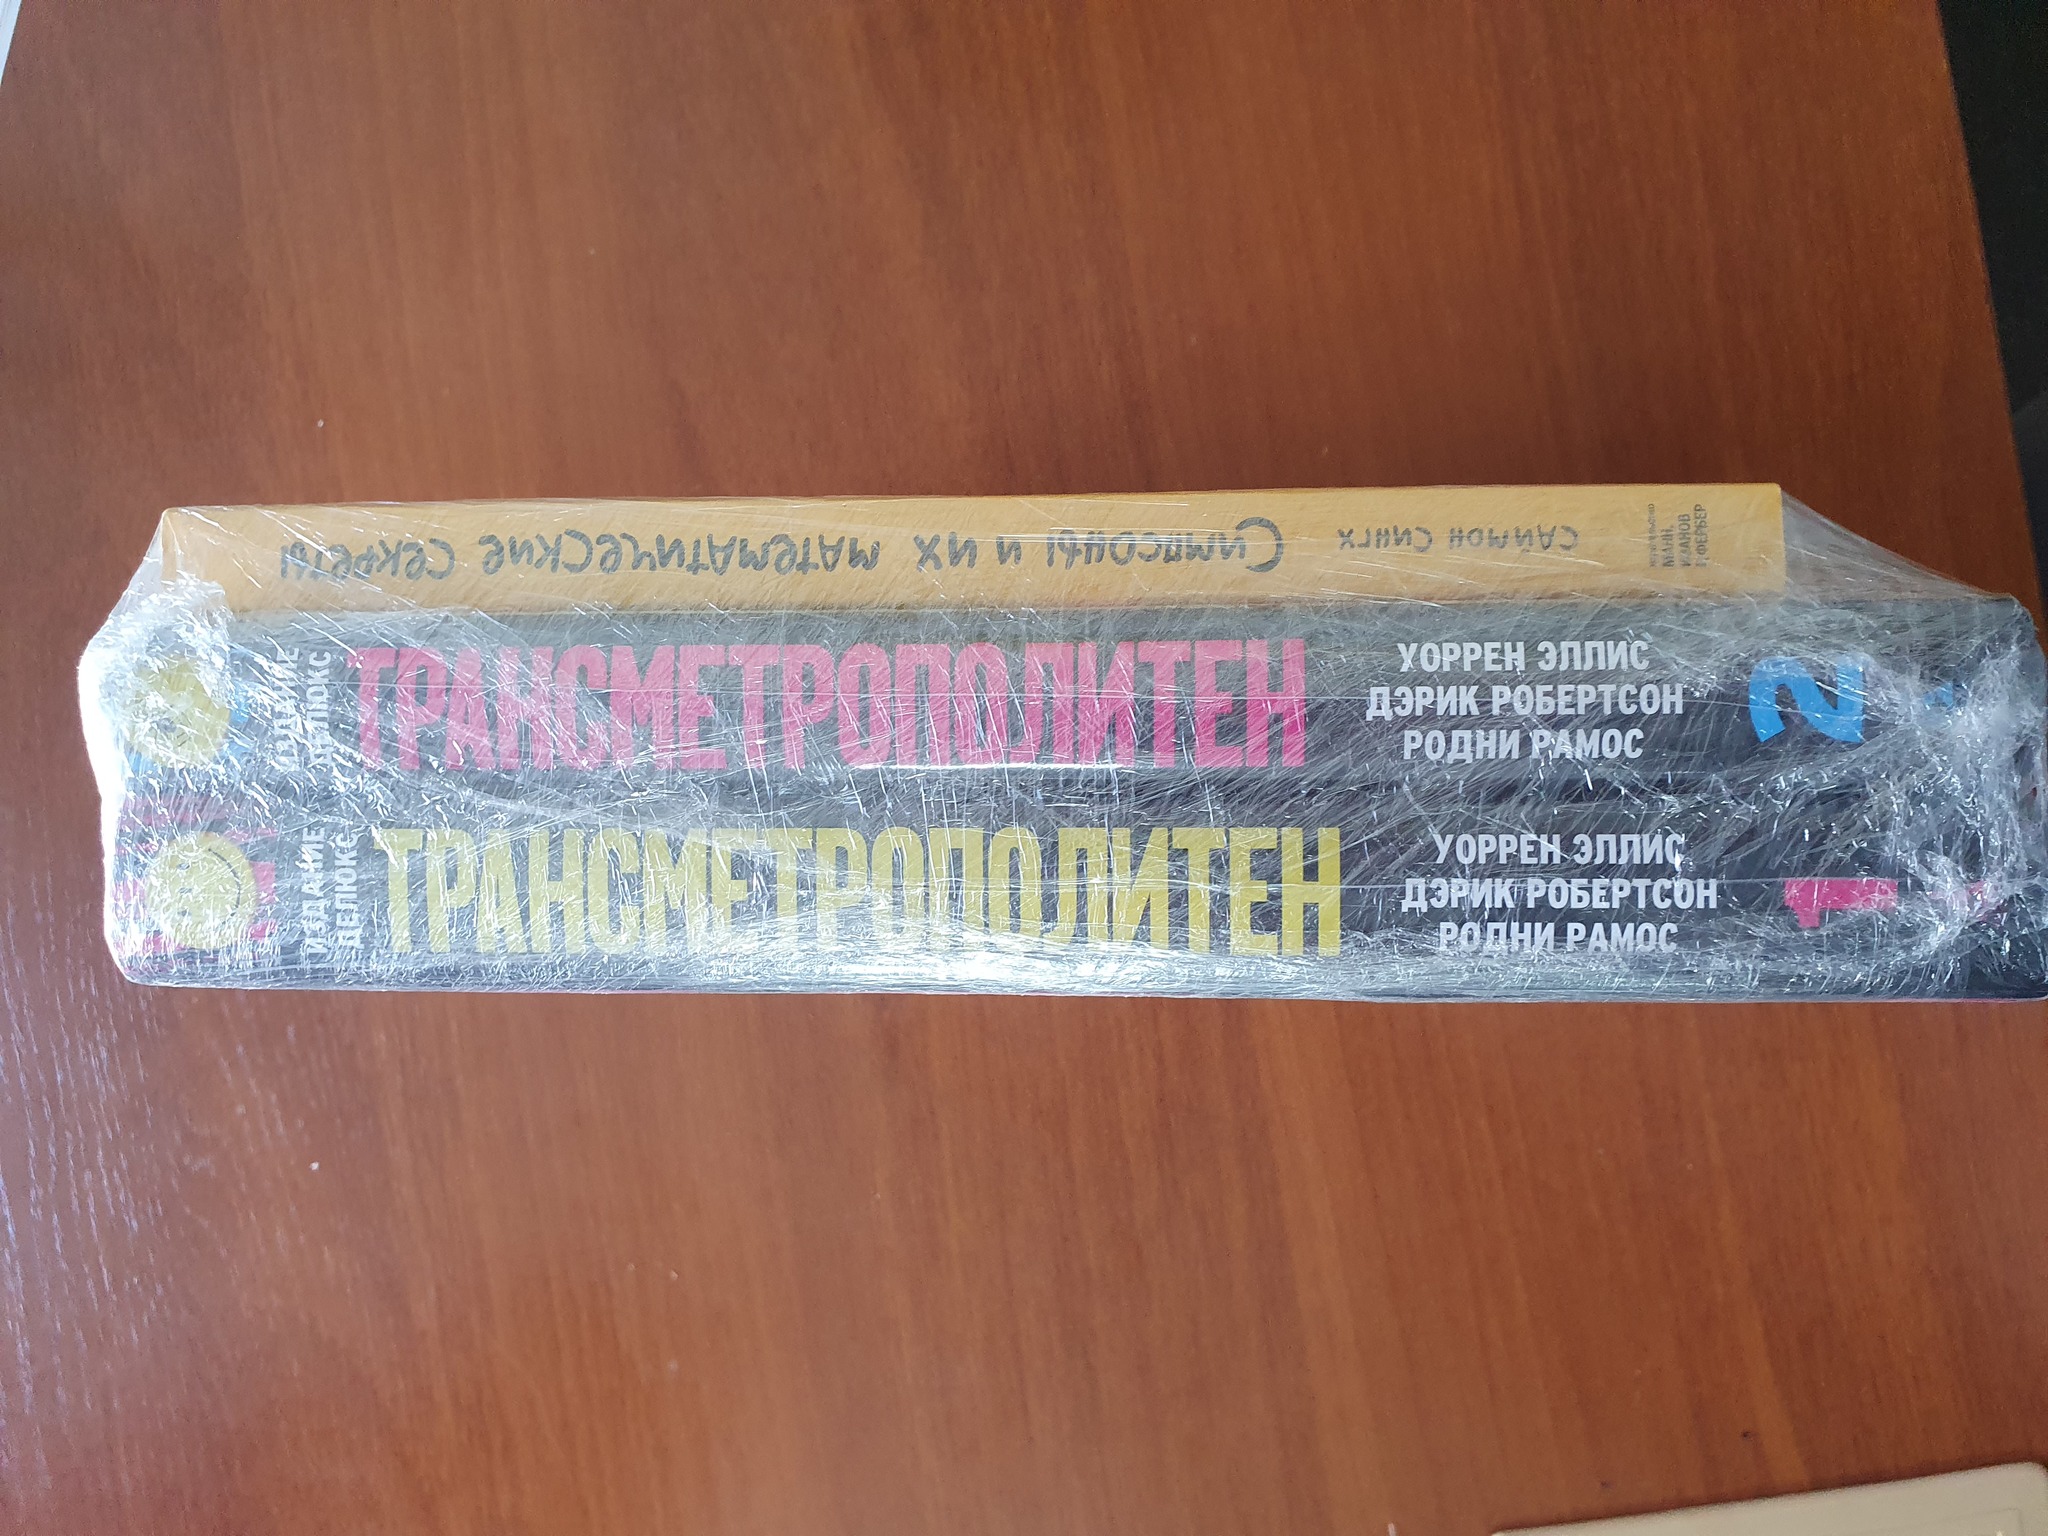 Симпсоны и их математические секреты
Саймон Сингх
МАНН,
ИВАНОВ
И ФЕРБЕР
ИЗДАНИЕ
ДЕЛЮКС
ТРАНСМЕТРОПОЛИТЕН
УОРРЕН ЭЛЛИС
ДЭРИК РОБЕРТСОН
РОДНИ РАМОС
2
ИЗДАНИЕ
ДЕЛЮКС
ТРАНСМЕТРОПОЛИТЕН
УОРРЕН ЭЛЛИС
ДЭРИК РОБЕРТСОН
РОДНИ РАМОС
1